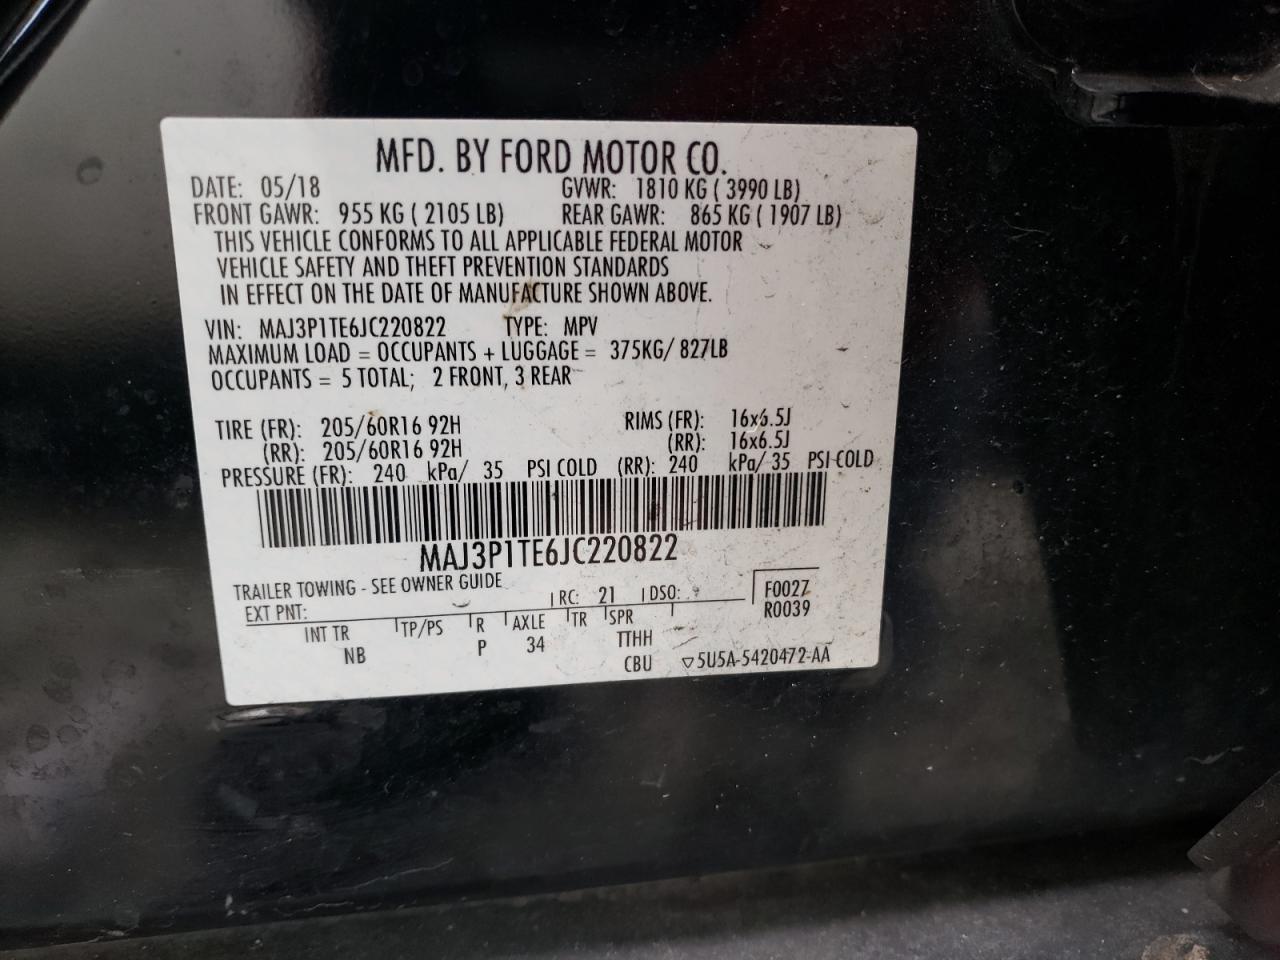 MFD. BY FORD MOTOR CO.
DATE: 05/18 GVWR: 1810 KG ( 3990 LB)
FRONT GAWR: 955 KG ( 2105 LB) REAR GAWR: 865 KG ( 1907 LB)
THIS VEHICLE CONFORMS TO ALL APPLICABLE FEDERAL MOTOR
VEHICLE SAFETY AND THEFT PREVENTION STANDARDS
IN EFFECT ON THE DATE OF MANUFACTURE SHOWN ABOVE.
VIN: MAJ3P1TE6JC220822 TYPE: MPV
MAXIMUM LOAD = OCCUPANTS + LUGGAGE = 375KG/ 827LB
OCCUPANTS = 5 TOTAL; 2 FRONT, 3 REAR
TIRE (FR): 205/60R16 92H RIMS (FR): 16x6.5J
(RR): 205/60R16 92H (RR): 16x6.5J
PRESSURE (FR): 240 kPa/ 35 PSI COLD (RR): 240 kPa/ 35 PSI COLD
MAJ3P1TE6JC220822
TRAILER TOWING - SEE OWNER GUIDE
EXT PNT: RC: 21 DSO: F0027
R0039
INT TR TP/PS R AXLE TR SPR
NB P 34 TTHH
CBU ▽5U5A-5420472-AA